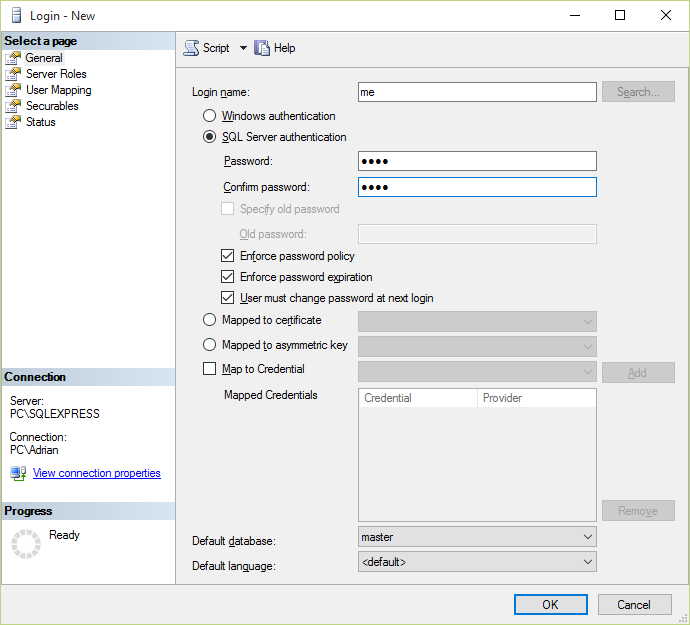 Login - New
Select a page
General
Server Roles
User Mapping
Securables
Status
Connection
Server:
PC\SQLEXPRESS
Connection:
PC\Adrian
View connection properties
Progress
Ready
Script Help
Login name: me Search...
Windows authentication
SQL Server authentication
Password: ●●●●
Confirm password: ●●●●
Specify old password
Old password:
Enforce password policy
Enforce password expiration
User must change password at next login
Mapped to certificate
Mapped to asymmetric key
Map to Credential Add
Mapped Credentials Credential Provider
Remove
Default database: master
Default language: <default>
OK Cancel